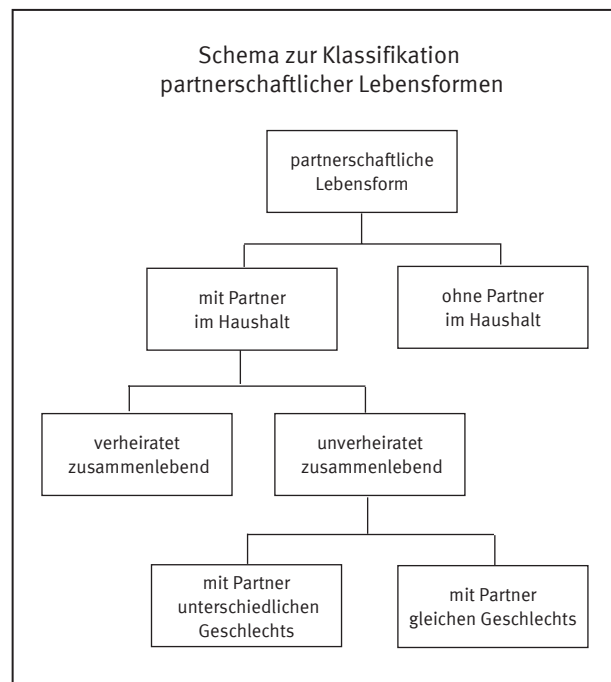 Schema zur Klassifikation
partnerschaftlicher Lebensformen
partnerschaftliche
Lebensform
mit Partner
im Haushalt
ohne Partner
im Haushalt
verheiratet
zusammenlebend
unverheiratet
zusammenlebend
mit Partner
unterschiedlichen
Geschlechts
mit Partner
gleichen Geschlechts